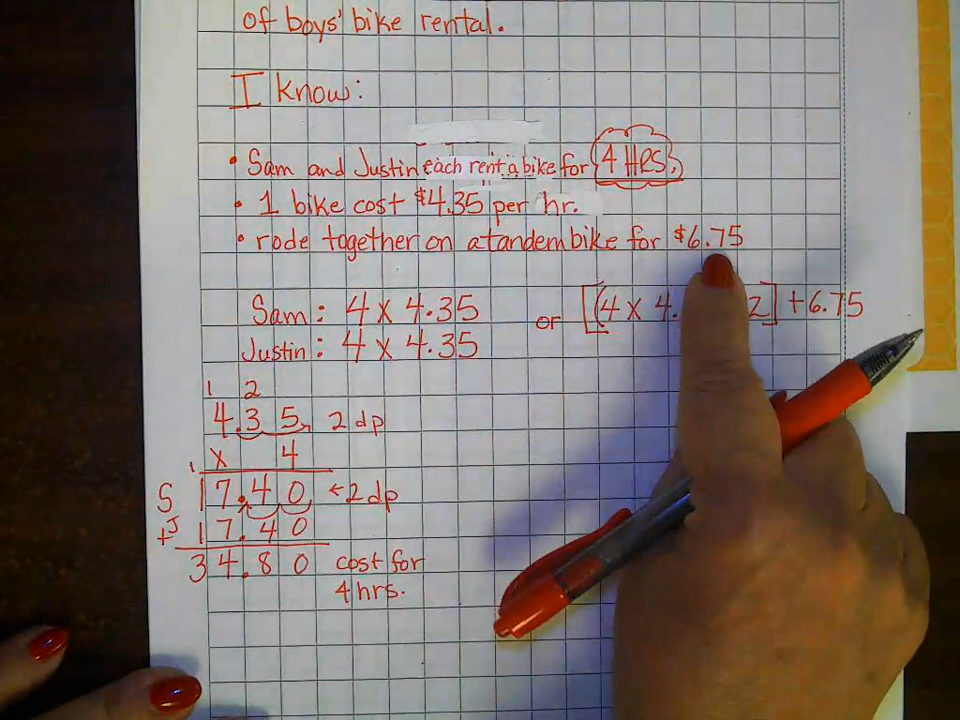 of boys' bike rental.
I know:
• Sam and Justin each rent a bike for 4 Hrs.
• 1 bike cost $4.35 per hr.
• rode together on a tandem bike for $6.75
Sam: 4 x 4.35
or [(4 x 4. 2] + 6.75
Justin: 4 x 4.35
1 2
4.35, 2 dp
x 4
1
S 17.40 ← 2 dp
+J 17.40
34.80 cost for
4 hrs.